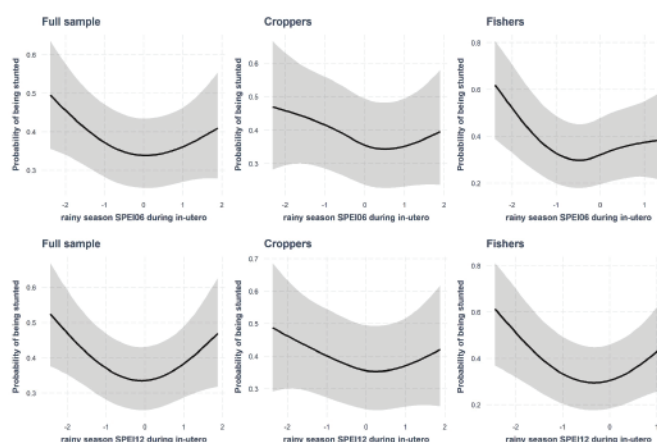 Full sample
Croppers
Fishers
Probability of being stunted
0.6
0.5
0.4
0.3
-2 -1 0 1 2
rainy season SPEI06 during in-utero
Probability of being stunted
0.6
0.5
0.4
0.3
-2 -1 0 1 2
rainy season SPEI06 during in-utero
Probability of being stunted
0.8
0.6
0.4
0.2
-2 -1 0 1
rainy season SPEI06 during in-utero
Full sample
Croppers
Fishers
Probability of being stunted
0.6
0.5
0.4
0.3
-2 -1 0 1 2
rainy season SPEI12 during in-utero
Probability of being stunted
0.7
0.6
0.5
0.4
0.3
-2 -1 0 1 2
rainy season SPEI12 during in-utero
Probability of being stunted
0.8
0.6
0.4
0.2
-2 -1 0 1
rainy season SPEI12 during in-utero